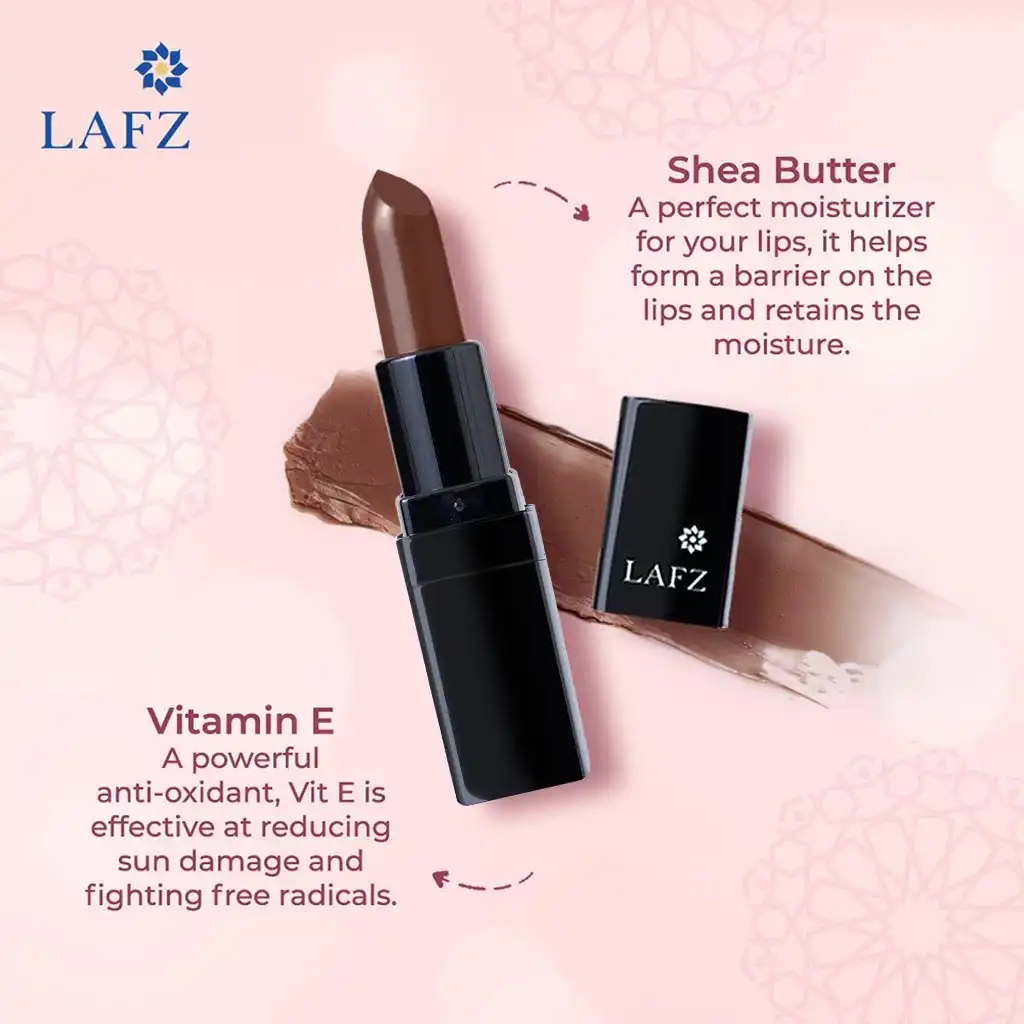 LAFZ
Shea Butter
A perfect moisturizer
for your lips, it helps
form a barrier on the
lips and retains the
moisture.
LAFZ
Vitamin E
A powerful
anti-oxidant, Vit E is
effective at reducing
sun damage and
fighting free radicals.